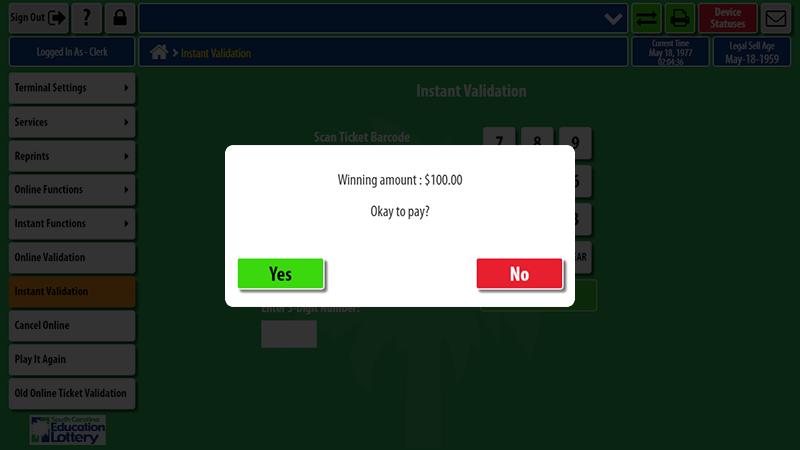 Sign Out
?
Device
Statuses
Logged In As - Clerk
Instant Validation
Current Time
May 18, 1977
02:04:36
Legal Sell Age
May-18-1959
Terminal Settings
Services
Reprints
Online Functions
Instant Functions
Online Validation
Instant Validation
Cancel Online
Play It Again
Old Online Ticket Validation
South Carolina
Education
Lottery
Instant Validation
Scan Ticket Barcode
7 8 9
Winning amount : $100.00
Okay to pay?
Yes
No
Enter 3-Digit Number: